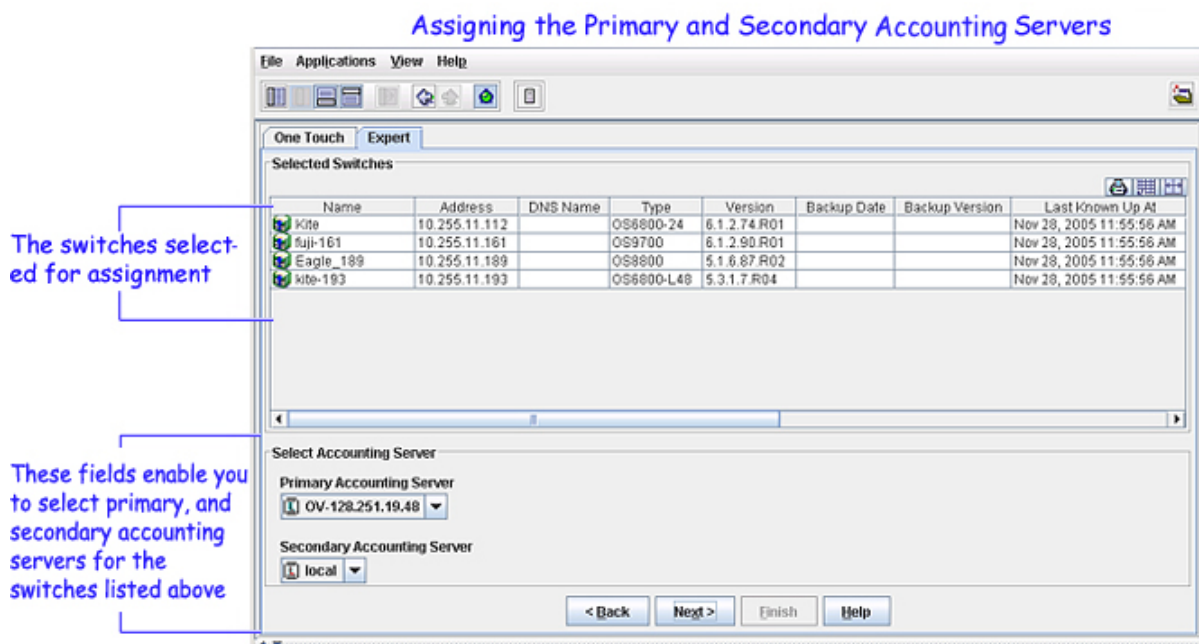 Assigning the Primary and Secondary Accounting Servers
File Applications View Help
One Touch Expert
Selected Switches
Name Address DNS Name Type Version Backup Date Backup Version Last Known Up At
Kite 10.255.11.112 OS6800-24 6.1.2.74.R01 Nov 28, 2005 11:55:56 AM
fuji-161 10.255.11.161 OS9700 6.1.2.90.R01 Nov 28, 2005 11:55:56 AM
Eagle_189 10.255.11.189 OS8800 5.1.6.87.R02 Nov 28, 2005 11:55:56 AM
kite-193 10.255.11.193 OS6800-L48 5.3.1.7.R04 Nov 28, 2005 11:55:56 AM
The switches select-
ed for assignment
Select Accounting Server
Primary Accounting Server
OV-128.251.19.48
Secondary Accounting Server
local
These fields enable you
to select primary, and
secondary accounting
servers for the
switches listed above
< Back Next > Finish Help